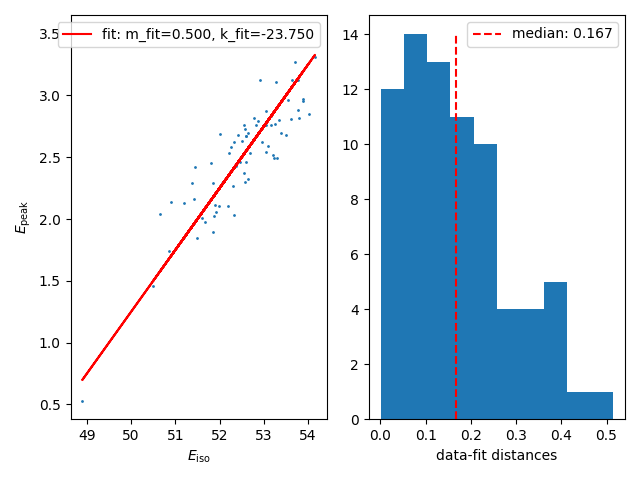 fit: m_fit=0.500, k_fit=-23.750
3.5
3.0
2.5
2.0
1.5
1.0
0.5
E_peak
49 50 51 52 53 54
E_iso
median: 0.167
14
12
10
8
6
4
2
0
0.0 0.1 0.2 0.3 0.4 0.5
data-fit distances